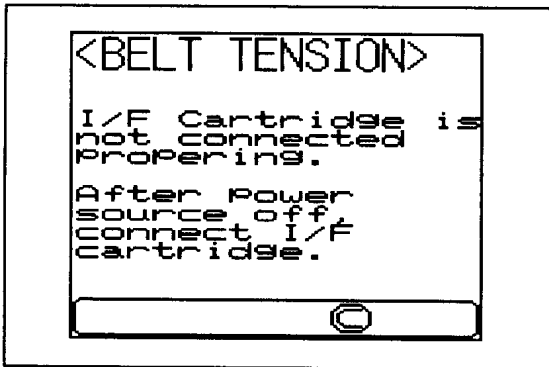 <BELT TENSION>
I/F Cartridge is
not connected
propering.
After power
source off,
connect I/F
cartridge.
C